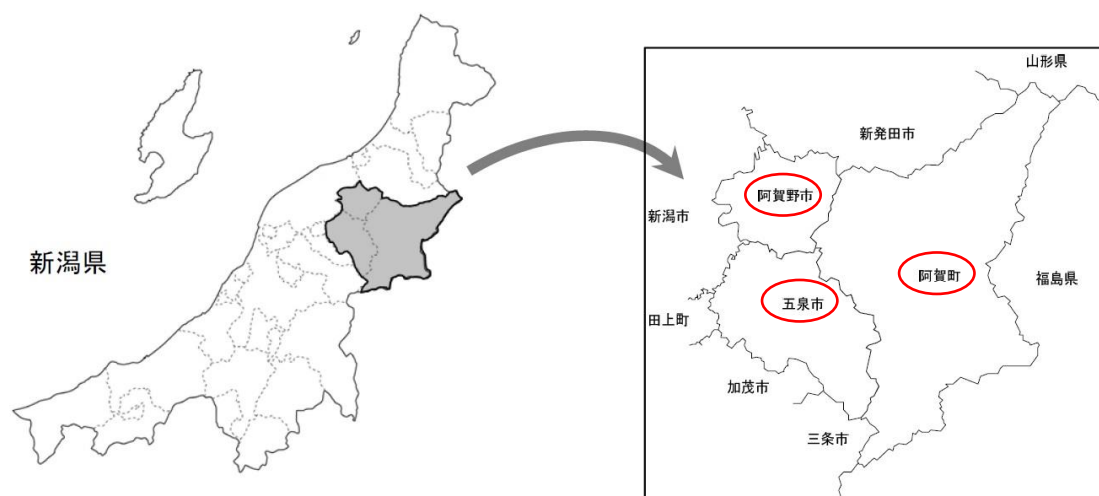 新潟県
山形県
新発田市
阿賀野市
新潟市
阿賀町
福島県
五泉市
田上町
加茂市
三条市